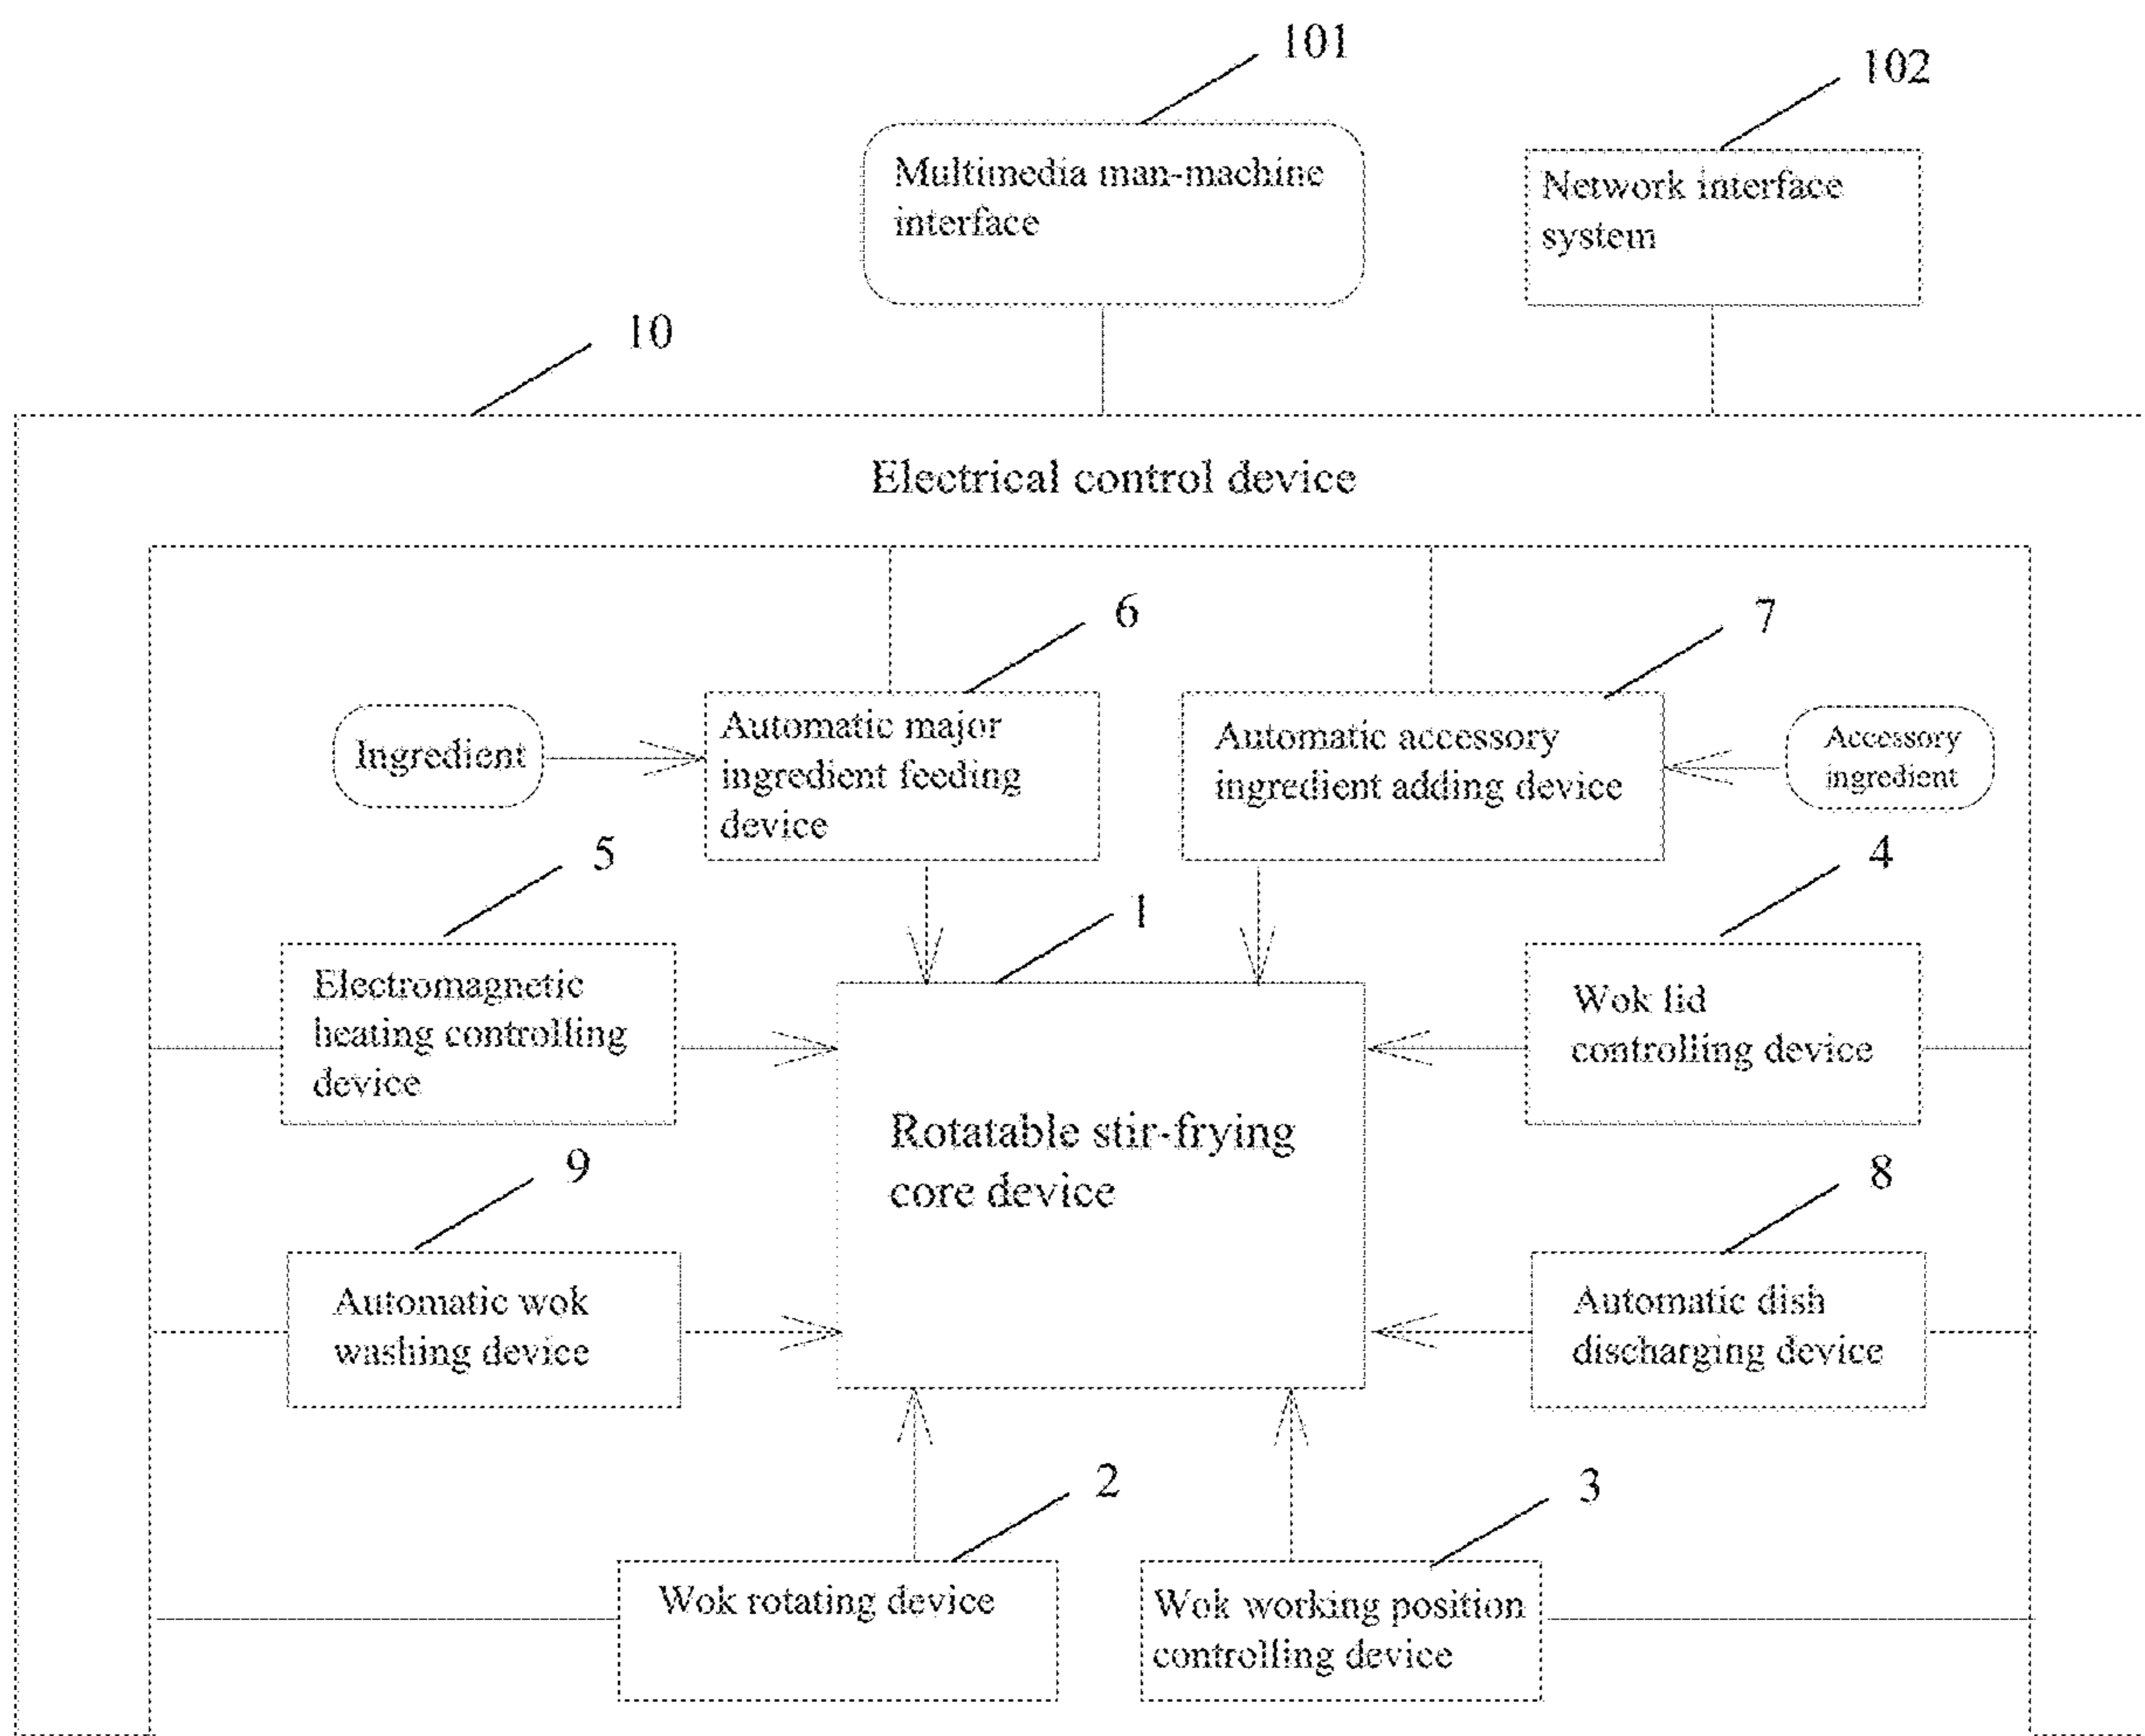 101
102
Multimedia man-machine
interface
Network interface
system
10
Electrical control device
6
7
Ingredient
Automatic major
ingredient feeding
device
Automatic accessory
ingredient adding device
Accessory
ingredient
5
4
1
Electromagnetic
heating controlling
device
Wok lid
controlling device
Rotatable stir-frying
core device
9
8
Automatic wok
washing device
Automatic dish
discharging device
2
3
Wok rotating device
Wok working position
controlling device